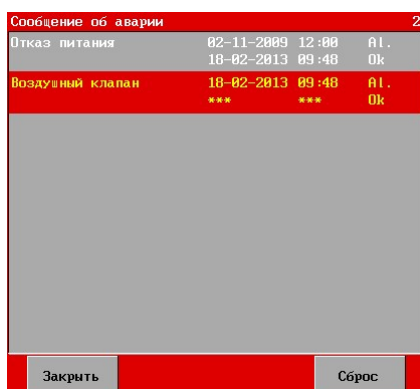 Сообщение об аварии 2
Отказ питания 02-11-2009 12:00 Al.
18-02-2013 09:48 Ok
Воздушный клапан 18-02-2013 09:48 Al.
*** *** Ok
Закрыть Сброс